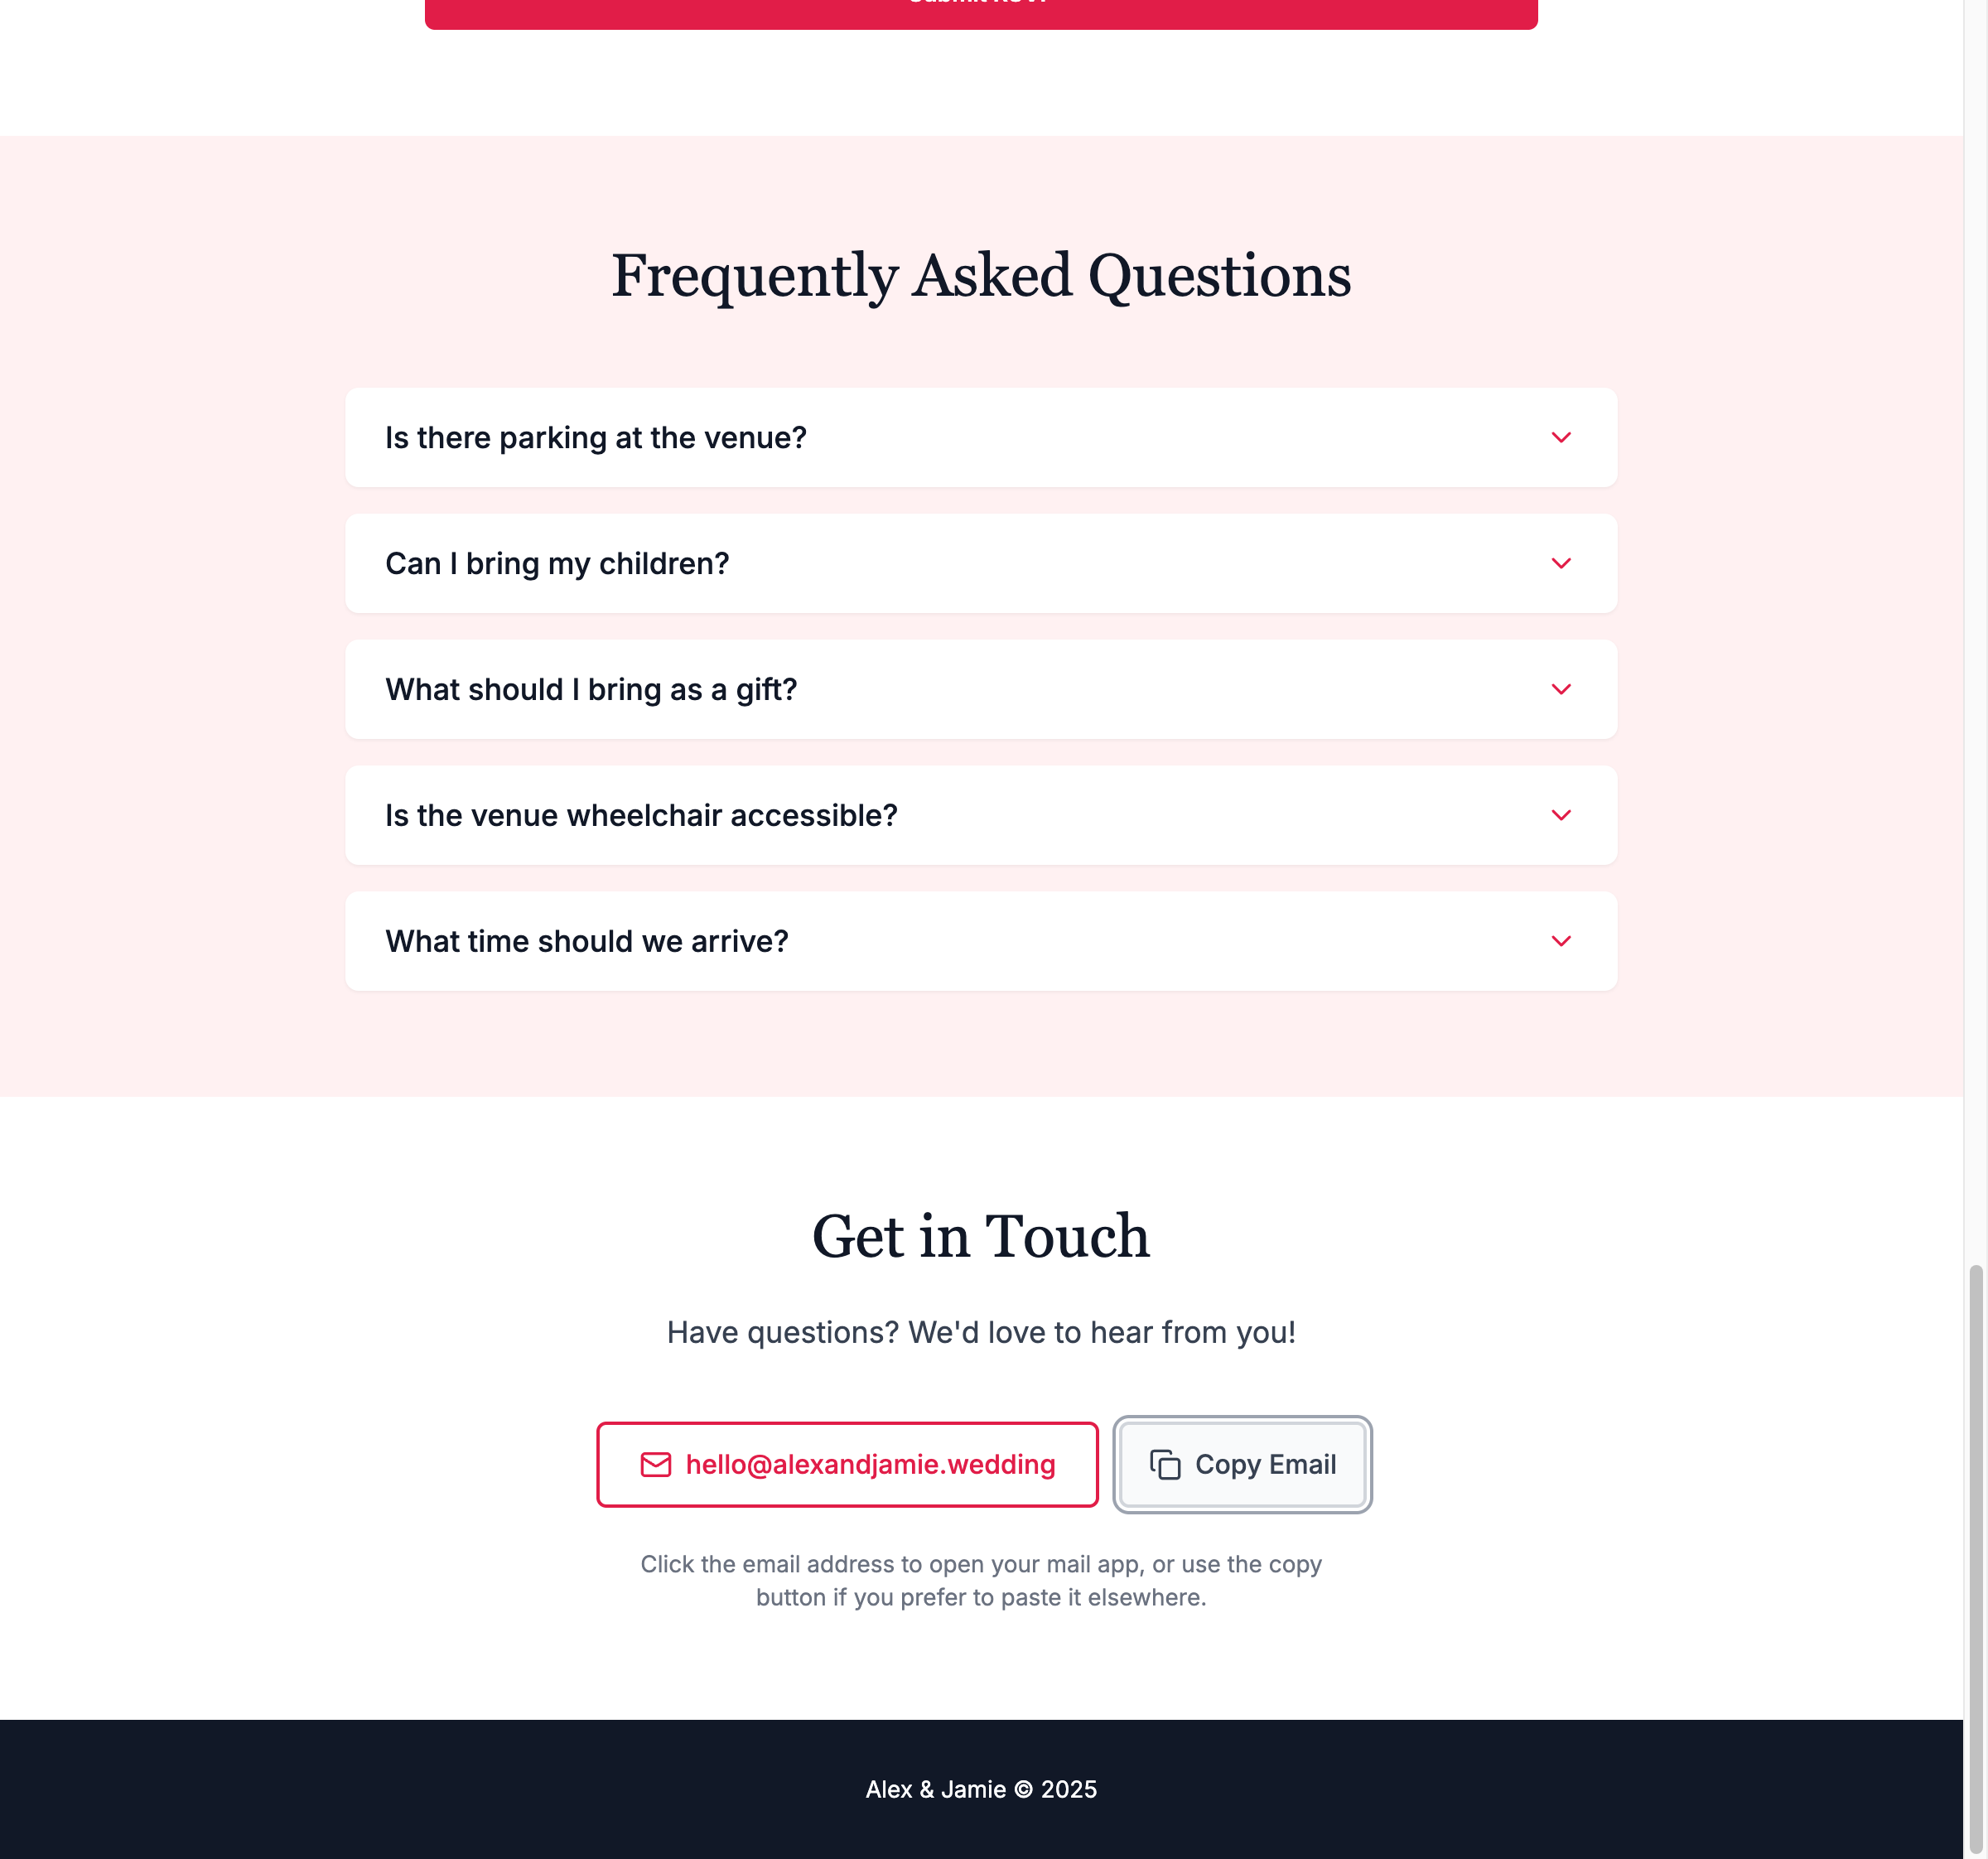 Frequently Asked Questions
Is there parking at the venue?
Can I bring my children?
What should I bring as a gift?
Is the venue wheelchair accessible?
What time should we arrive?
Get in Touch
Have questions? We'd love to hear from you!
hello@alexandjamie.wedding
Copy Email
Click the email address to open your mail app, or use the copy
button if you prefer to paste it elsewhere.
Alex & Jamie © 2025